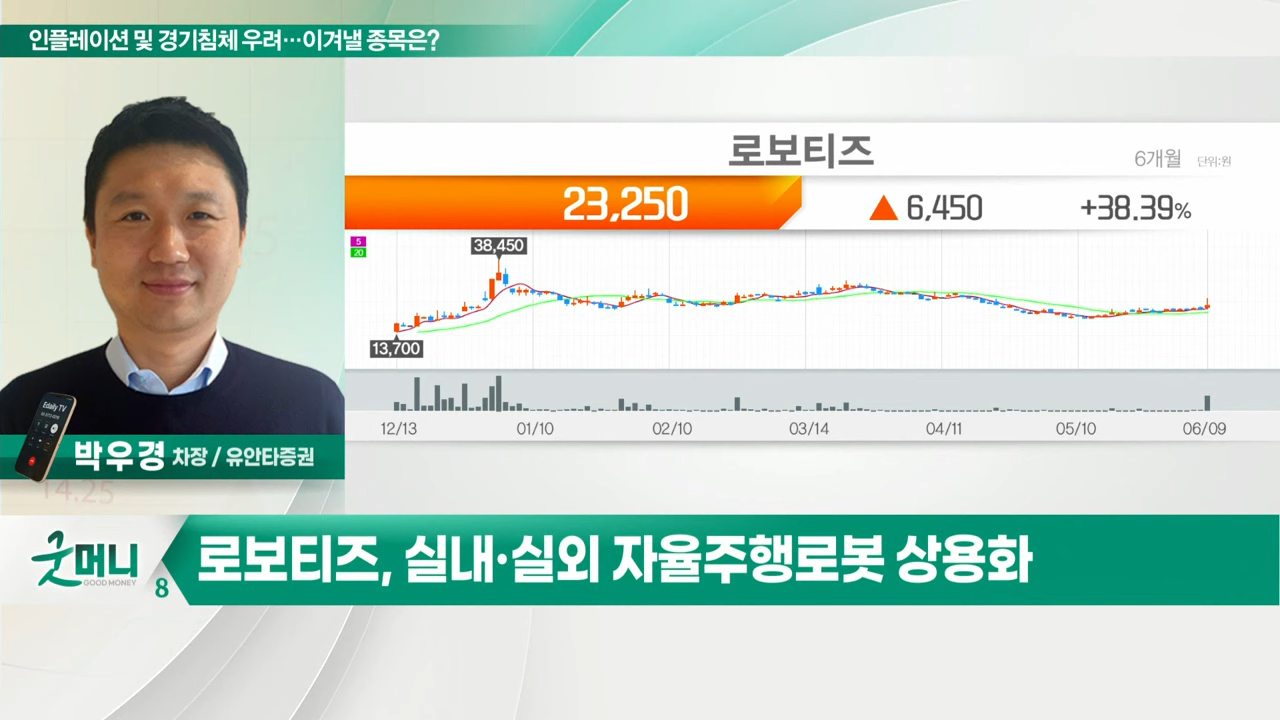 인플레이션 및 경기침체 우려…이겨낼 종목은?
로보티즈
6개월 단위:원
23,250 ▲ 6,450 +38.39%
5
20
38,450
13,700
12/13 01/10 02/10 03/14 04/11 05/10 06/09
Edaily TV
박우경 차장 / 유안타증권
14.25
굿머니
GOOD MONEY
8
로보티즈, 실내·실외 자율주행로봇 상용화